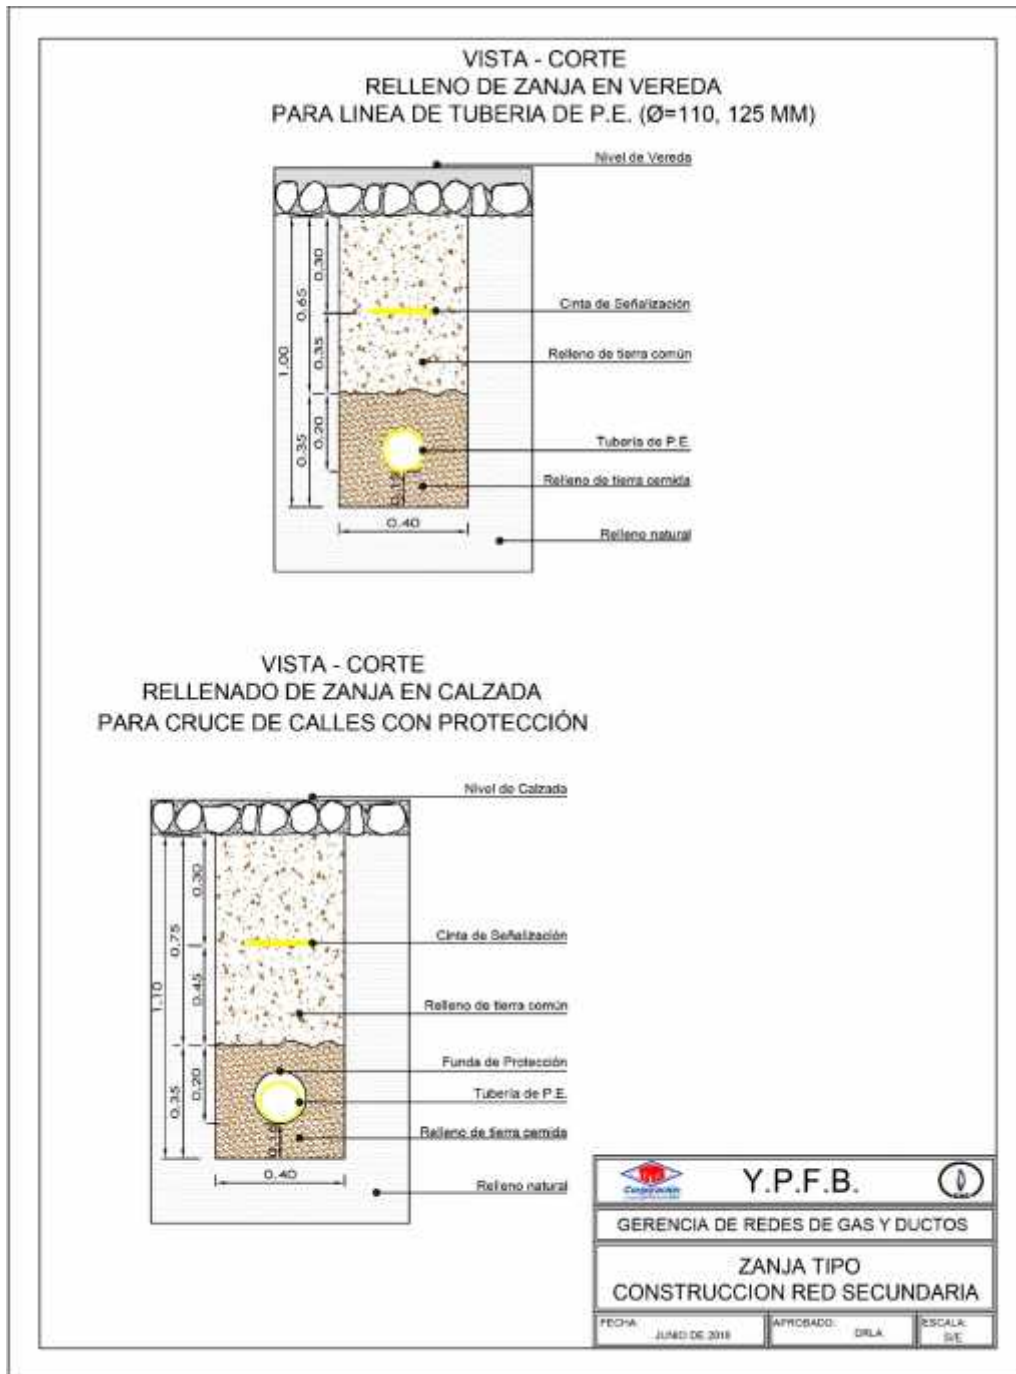 VISTA - CORTE
RELLENO DE ZANJA EN VEREDA
PARA LINEA DE TUBERIA DE P.E. (Ø=110, 125 MM)
Nivel de Vereda
Cinta de Señalización
Relleno de tierra común
Tubería de P.E.
Relleno de tierra cernida
Relleno natural
0.30
0.65
0.35
1.00
0.20
0.35
0.40
VISTA - CORTE
RELLENADO DE ZANJA EN CALZADA
PARA CRUCE DE CALLES CON PROTECCIÓN
Nivel de Calzada
Cinta de Señalización
Relleno de tierra común
Funda de Protección
Tubería de P.E.
Relleno de tierra cernida
Relleno natural
0.30
0.75
0.45
1.10
0.20
0.35
0.40
Corporación
Y.P.F.B.
GERENCIA DE REDES DE GAS Y DUCTOS
ZANJA TIPO
CONSTRUCCION RED SECUNDARIA
FECHA:
JUNIO DE 2018
APROBADO:
DRLA
ESCALA:
S/E